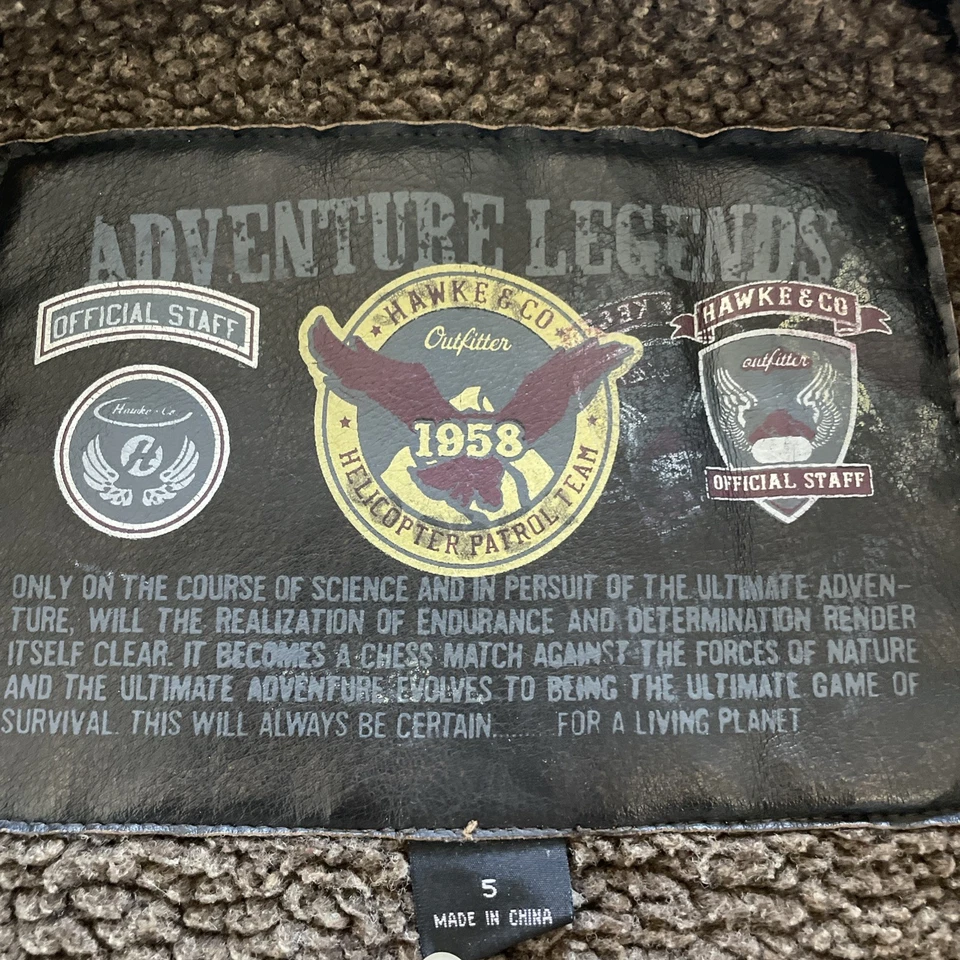 ADVENTURE LEGENDS
OFFICIAL STAFF
Hawke & Co
H
HAWKE & CO
Outfitter
1958
HELICOPTER PATROL TEAM
HAWKE & CO
outfitter
OFFICIAL STAFF
ONLY ON THE COURSE OF SCIENCE AND IN PERSUIT OF THE ULTIMATE ADVEN-
TURE, WILL THE REALIZATION OF ENDURANCE AND DETERMINATION RENDER
ITSELF CLEAR. IT BECOMES A CHESS MATCH AGAINST THE FORCES OF NATURE
AND THE ULTIMATE ADVENTURE EVOLVES TO BEING THE ULTIMATE GAME OF
SURVIVAL. THIS WILL ALWAYS BE CERTAIN........ FOR A LIVING PLANET
5
MADE IN CHINA